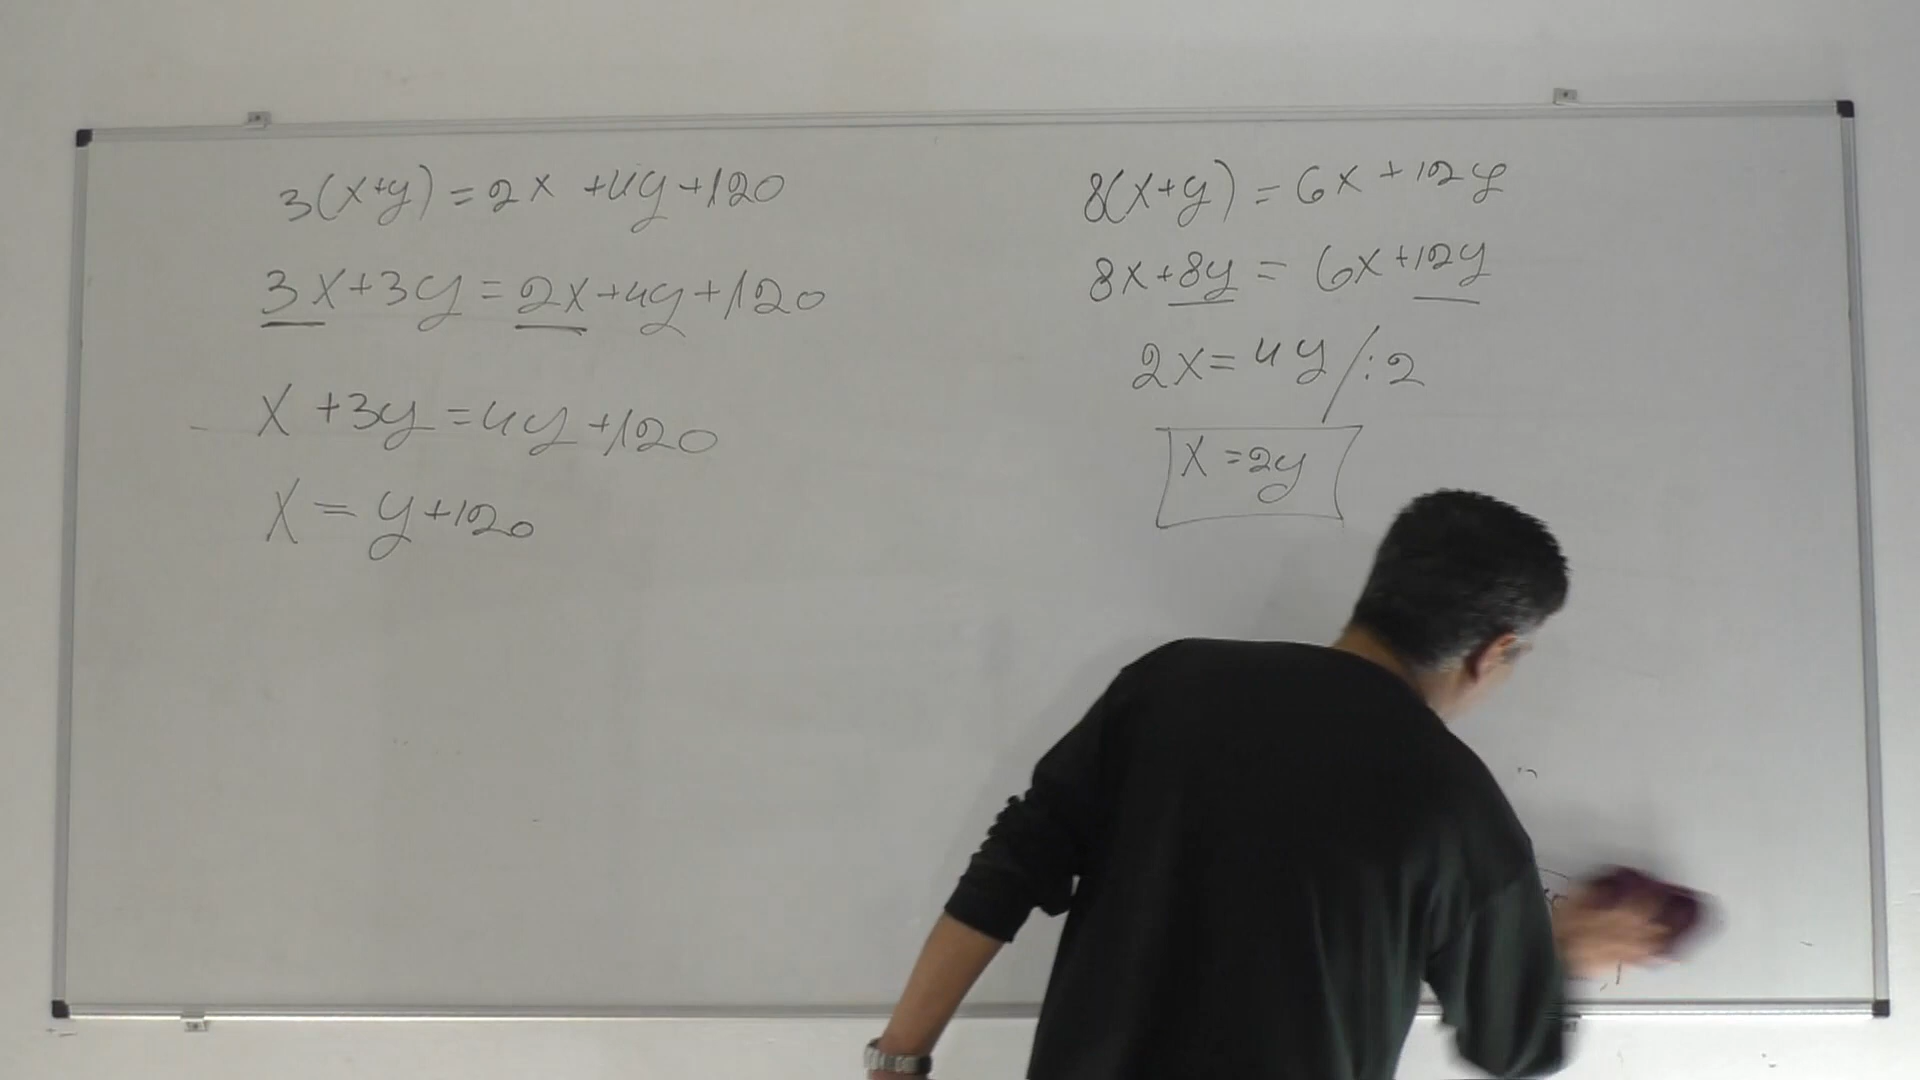 3(x+y)=2x+4y+120
3x+3y=2x+4y+120
x+3y=4y+120
x=y+120
8(x+y)=6x+12y
8x+8y=6x+12y
2x=4y/:2
x=2y